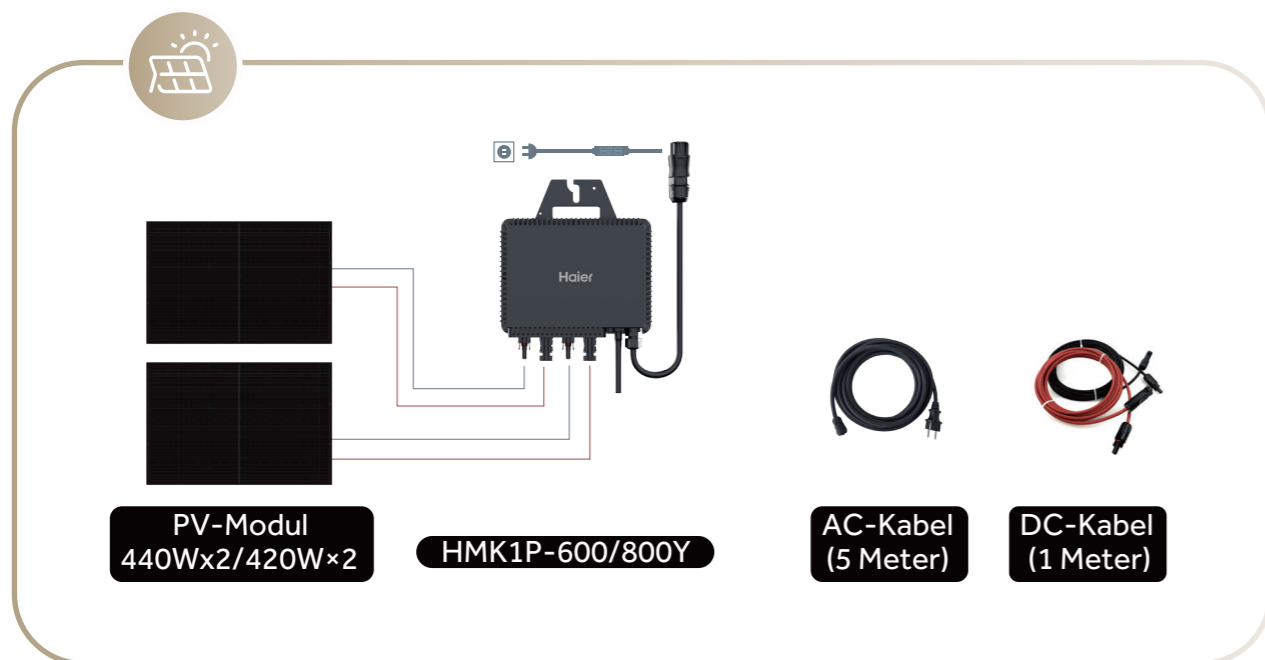 Haier
PV-Modul
440Wx2/420W×2
HMK1P-600/800Y
AC-Kabel
(5 Meter)
DC-Kabel
(1 Meter)